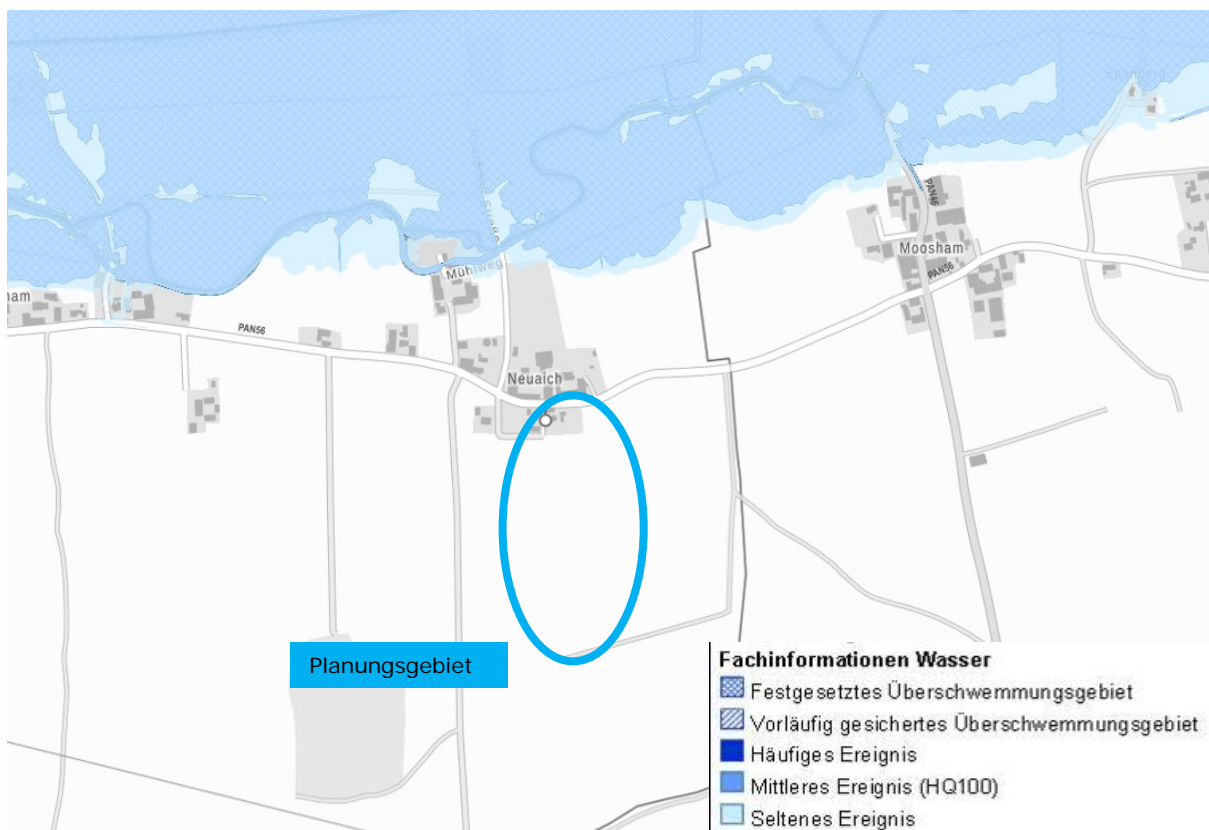 PAN46
Moosham
PAN56
Mühlweg
ham
PAN56
Neuaich
Planungsgebiet
Fachinformationen Wasser
Festgesetztes Überschwemmungsgebiet
Vorläufig gesichertes Überschwemmungsgebiet
Häufiges Ereignis
Mittleres Ereignis (HQ100)
Seltenes Ereignis